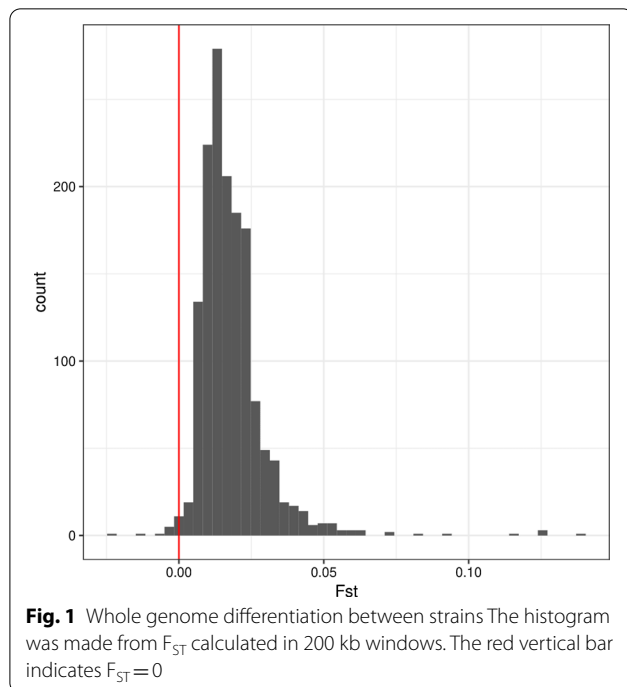 200
100
0
count
0.00
0.05
0.10
Fst
Fig. 1 Whole genome differentiation between strains The histogram
was made from FST calculated in 200 kb windows. The red vertical bar
indicates FST=0